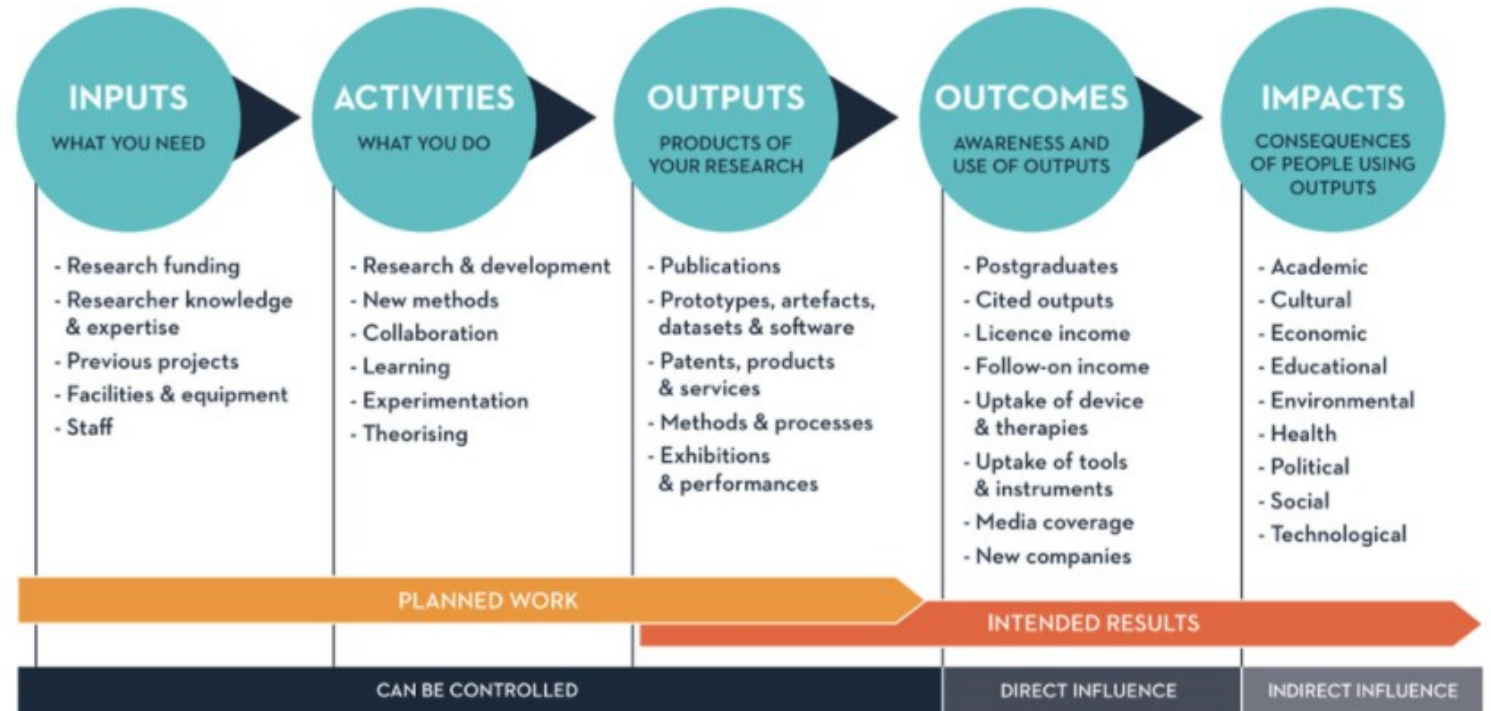 INPUTS
WHAT YOU NEED
- Research funding
- Researcher knowledge
& expertise
- Previous projects
- Facilities & equipment
- Staff
ACTIVITIES
WHAT YOU DO
- Research & development
- New methods
- Collaboration
- Learning
- Experimentation
- Theorising
OUTPUTS
PRODUCTS OF
YOUR RESEARCH
- Publications
- Prototypes, artefacts,
datasets & software
- Patents, products
& services
- Methods & processes
- Exhibitions
& performances
OUTCOMES
AWARENESS AND
USE OF OUTPUTS
- Postgraduates
- Cited outputs
- Licence income
- Follow-on income
- Uptake of device
& therapies
- Uptake of tools
& instruments
- Media coverage
- New companies
IMPACTS
CONSEQUENCES
OF PEOPLE USING
OUTPUTS
- Academic
- Cultural
- Economic
- Educational
- Environmental
- Health
- Political
- Social
- Technological
PLANNED WORK
INTENDED RESULTS
CAN BE CONTROLLED
DIRECT INFLUENCE
INDIRECT INFLUENCE